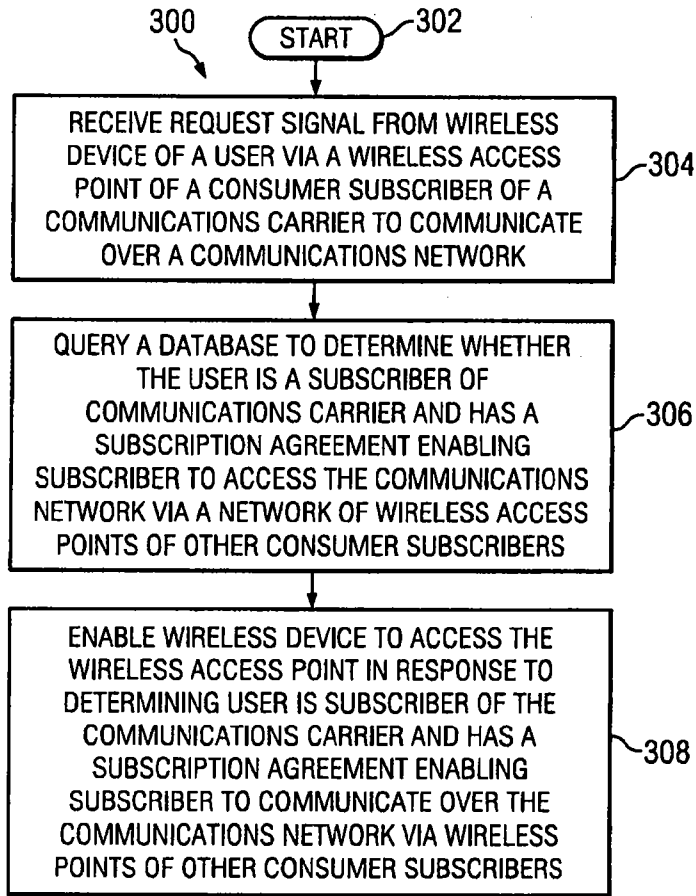 300
START
302
RECEIVE REQUEST SIGNAL FROM WIRELESS
DEVICE OF A USER VIA A WIRELESS ACCESS
POINT OF A CONSUMER SUBSCRIBER OF A
COMMUNICATIONS CARRIER TO COMMUNICATE
OVER A COMMUNICATIONS NETWORK
304
QUERY A DATABASE TO DETERMINE WHETHER
THE USER IS A SUBSCRIBER OF
COMMUNICATIONS CARRIER AND HAS A
SUBSCRIPTION AGREEMENT ENABLING
SUBSCRIBER TO ACCESS THE COMMUNICATIONS
NETWORK VIA A NETWORK OF WIRELESS ACCESS
POINTS OF OTHER CONSUMER SUBSCRIBERS
306
ENABLE WIRELESS DEVICE TO ACCESS THE
WIRELESS ACCESS POINT IN RESPONSE TO
DETERMINING USER IS SUBSCRIBER OF THE
COMMUNICATIONS CARRIER AND HAS A
SUBSCRIPTION AGREEMENT ENABLING
SUBSCRIBER TO COMMUNICATE OVER THE
COMMUNICATIONS NETWORK VIA WIRELESS
POINTS OF OTHER CONSUMER SUBSCRIBERS
308